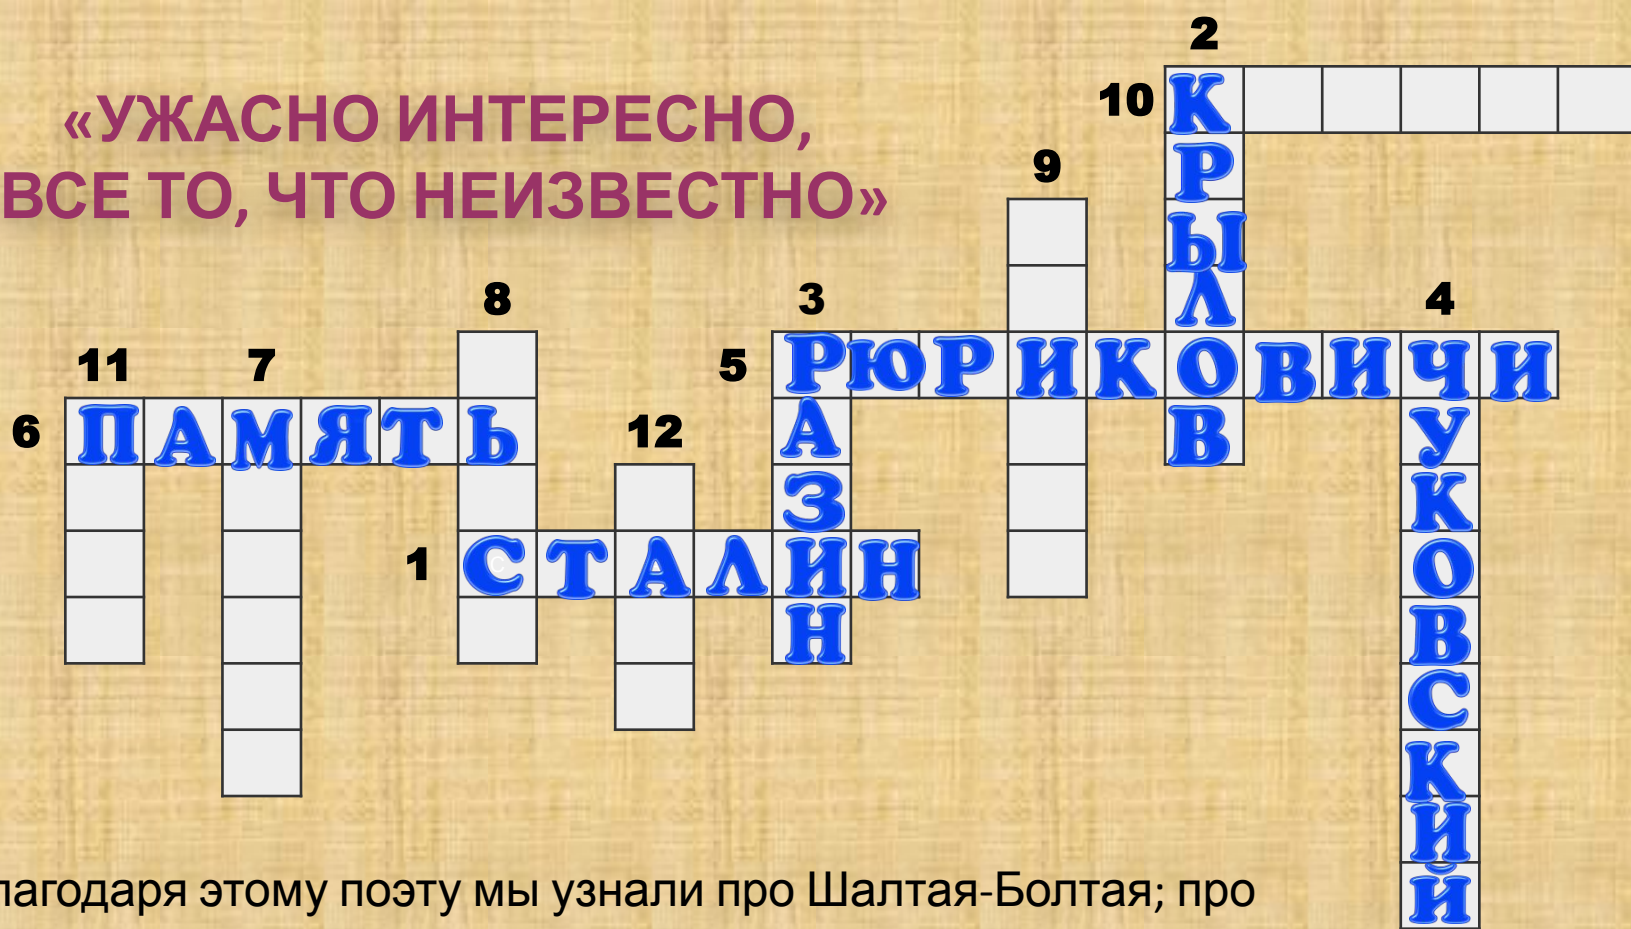 2
«УЖАСНО ИНТЕРЕСНО,
ВСЕ ТО, ЧТО НЕИЗВЕСТНО»
10 К
Р
9
Ы
Л
8 3 4
11 7 5 РЮРИКОВИЧИ
6 ПАМЯТЬ 12 А В У
З К
1 СТАЛИН О
Н В
С
К
И
Й
этому поэту мы узнали про Шалтая-Болтая; про